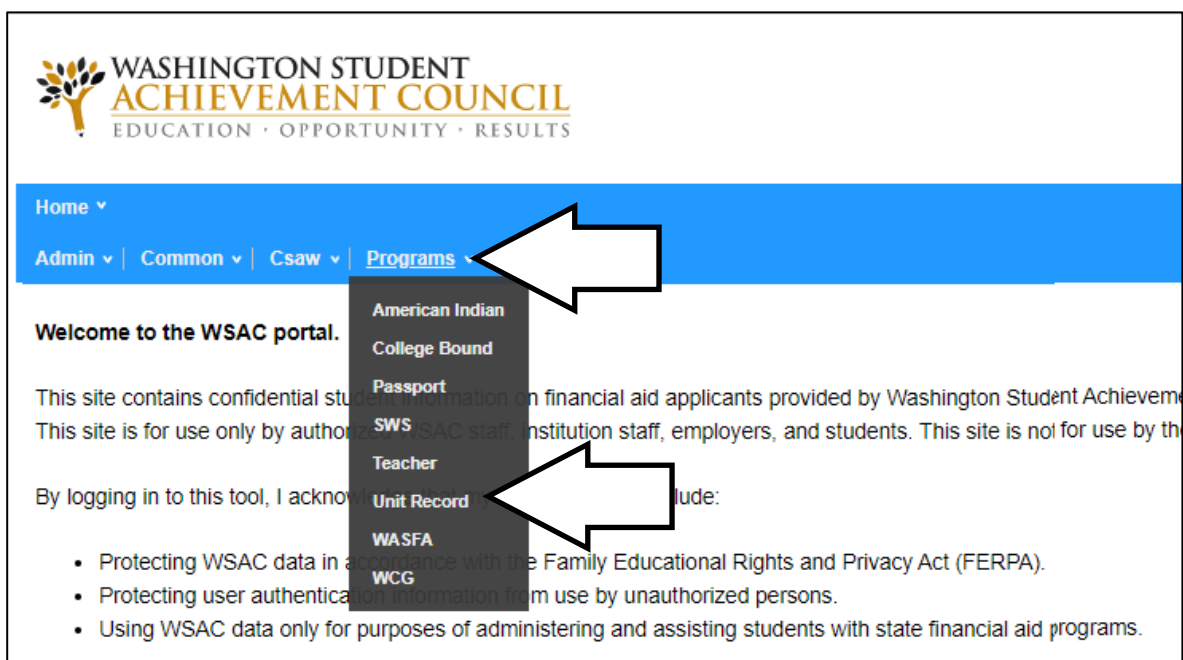 WASHINGTON STUDENT
ACHIEVEMENT COUNCIL
EDUCATION · OPPORTUNITY · RESULTS
Home
Admin | Common | Csaw | Programs
American Indian
College Bound
Passport
SWS
Teacher
Unit Record
WASFA
WCG
Welcome to the WSAC portal.
This site contains confidential student information on financial aid applicants provided by Washington Student Achieveme
This site is for use only by authorized WSAC staff, institution staff, employers, and students. This site is not for use by the
By logging in to this tool, I acknow that my lude:
• Protecting WSAC data in accordance with the Family Educational Rights and Privacy Act (FERPA).
• Protecting user authentication information from use by unauthorized persons.
• Using WSAC data only for purposes of administering and assisting students with state financial aid programs.